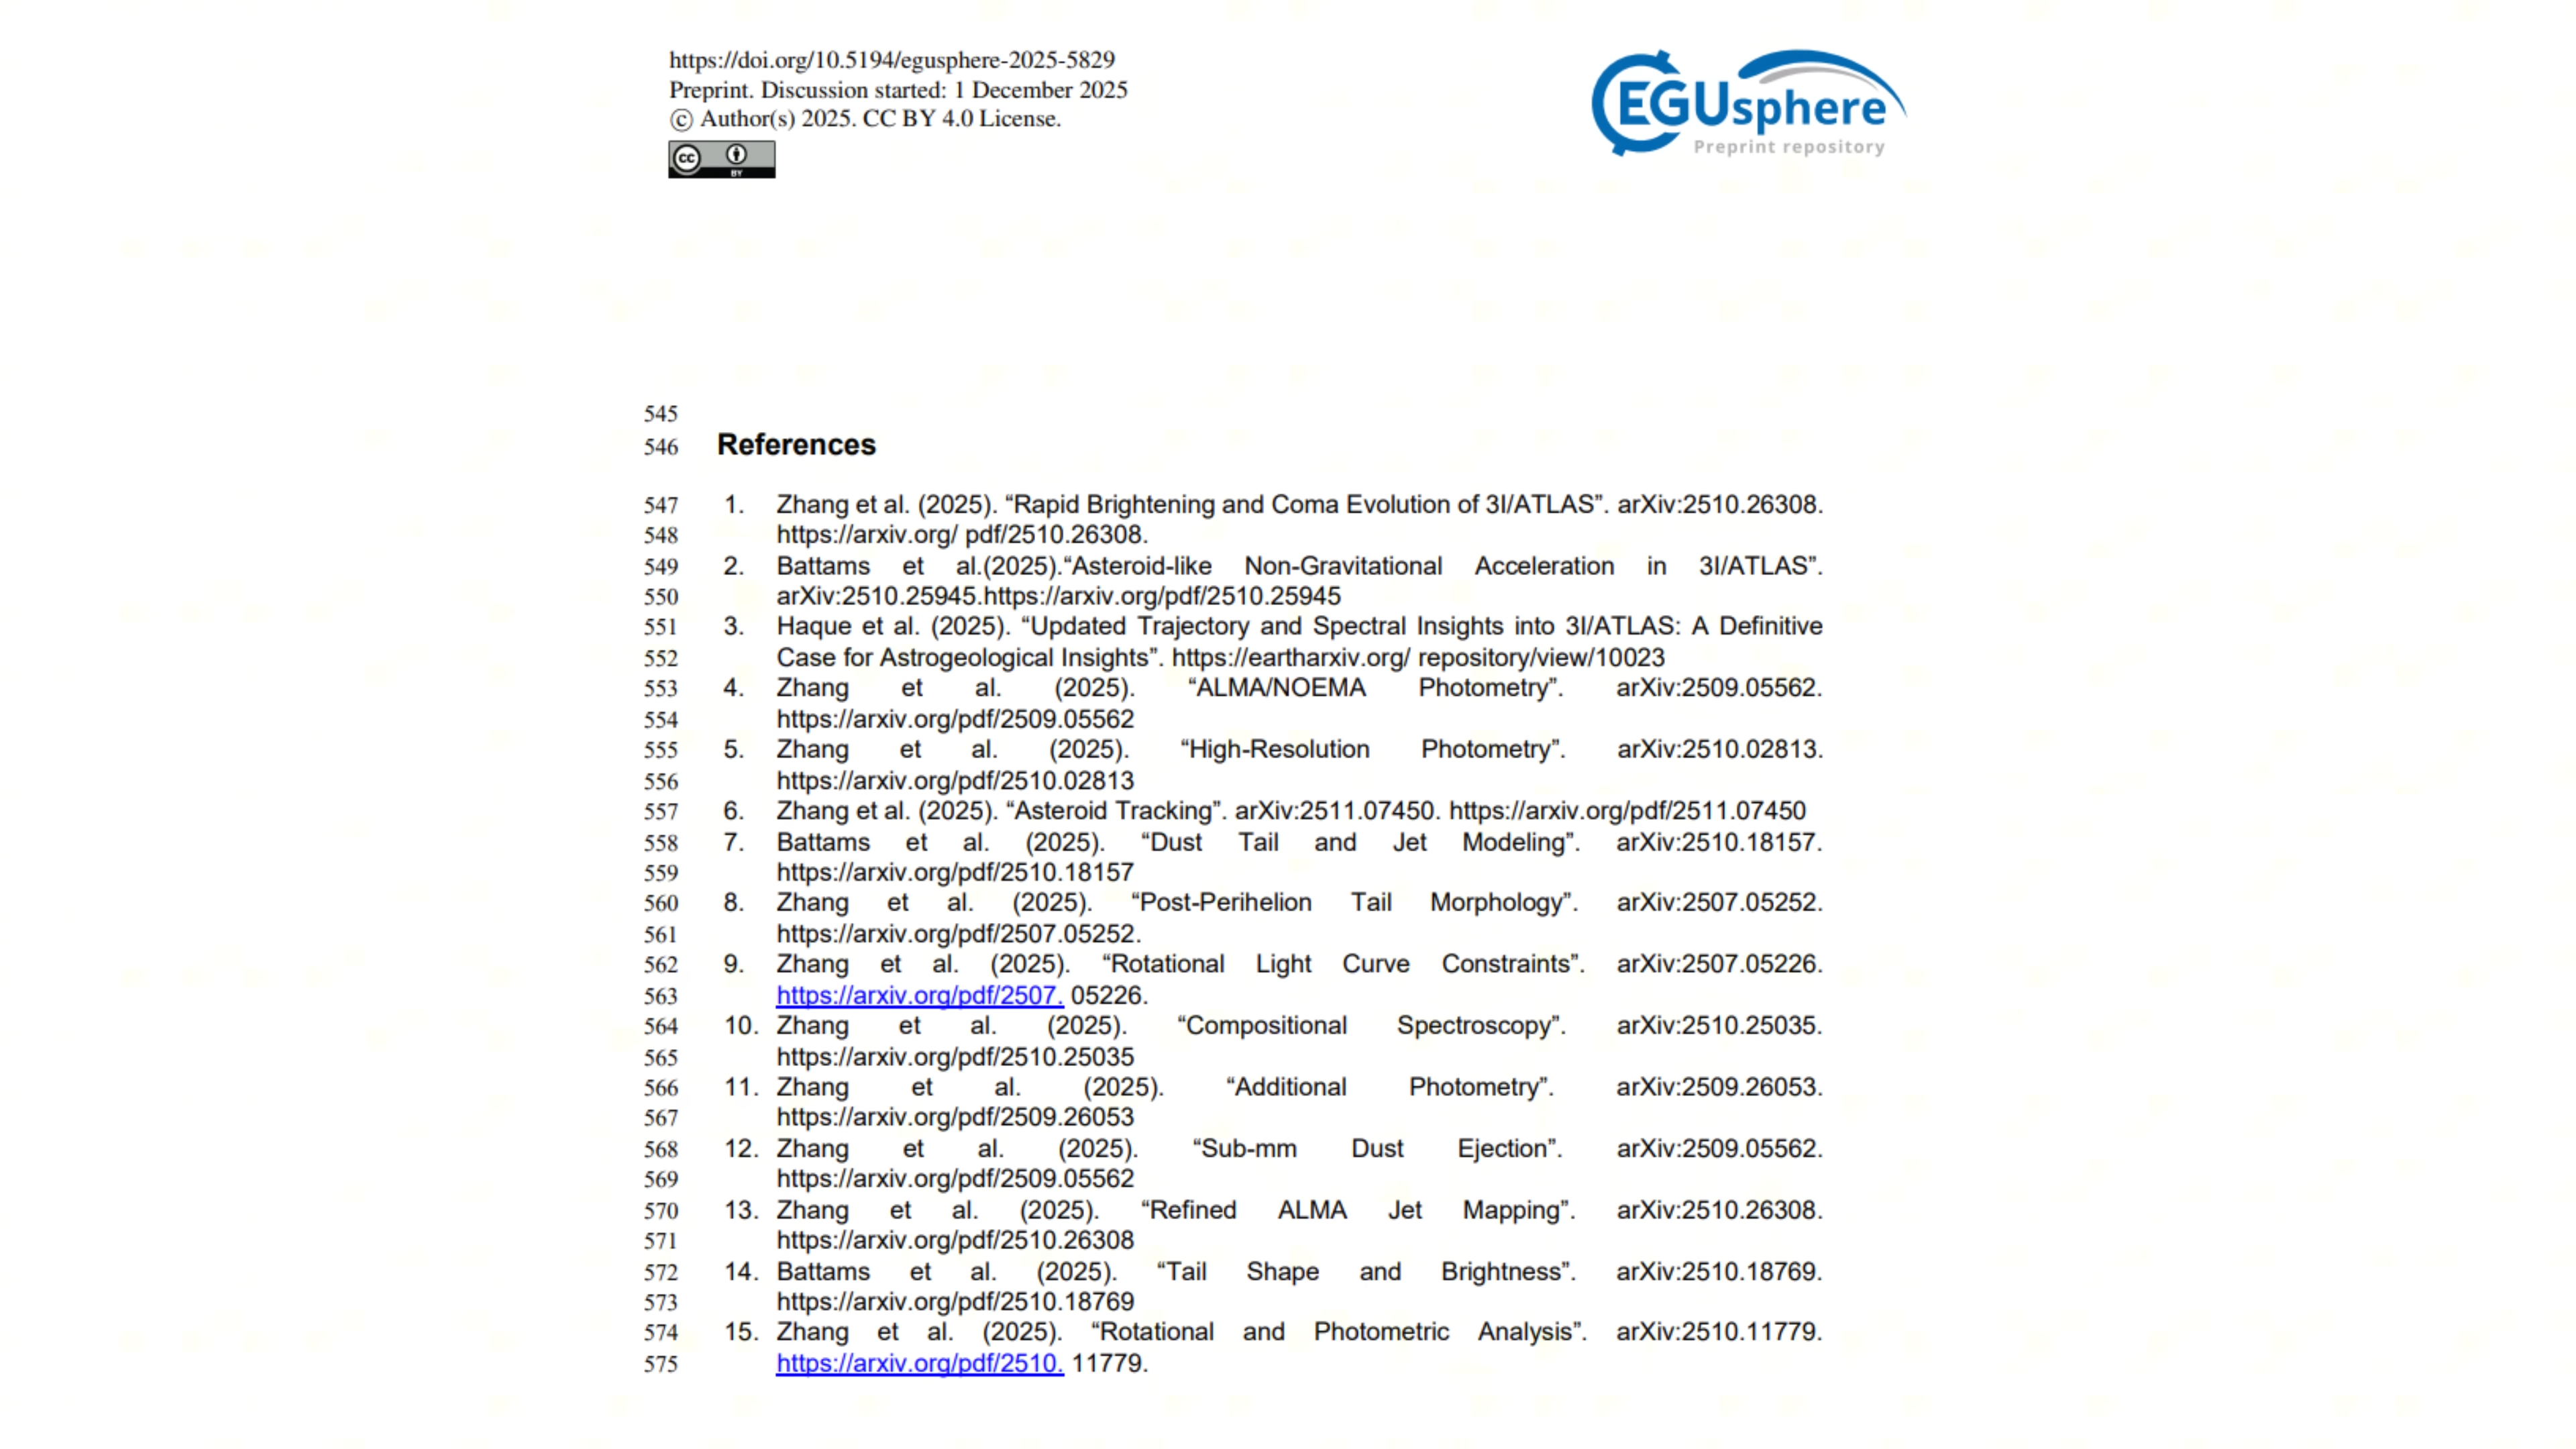 https://doi.org/10.5194/egusphere-2025-5829
Preprint. Discussion started: 1 December 2025
© Author(s) 2025. CC BY 4.0 License.
cc BY
EGUsphere
Preprint repository
545
546 References
547 1. Zhang et al. (2025). “Rapid Brightening and Coma Evolution of 3I/ATLAS”. arXiv:2510.26308.
548 https://arxiv.org/ pdf/2510.26308.
549 2. Battams et al.(2025).“Asteroid-like Non-Gravitational Acceleration in 3I/ATLAS”.
550 arXiv:2510.25945.https://arxiv.org/pdf/2510.25945
551 3. Haque et al. (2025). “Updated Trajectory and Spectral Insights into 3I/ATLAS: A Definitive
552 Case for Astrogeological Insights”. https://eartharxiv.org/ repository/view/10023
553 4. Zhang et al. (2025). “ALMA/NOEMA Photometry”. arXiv:2509.05562.
554 https://arxiv.org/pdf/2509.05562
555 5. Zhang et al. (2025). “High-Resolution Photometry”. arXiv:2510.02813.
556 https://arxiv.org/pdf/2510.02813
557 6. Zhang et al. (2025). “Asteroid Tracking”. arXiv:2511.07450. https://arxiv.org/pdf/2511.07450
558 7. Battams et al. (2025). “Dust Tail and Jet Modeling”. arXiv:2510.18157.
559 https://arxiv.org/pdf/2510.18157
560 8. Zhang et al. (2025). “Post-Perihelion Tail Morphology”. arXiv:2507.05252.
561 https://arxiv.org/pdf/2507.05252.
562 9. Zhang et al. (2025). “Rotational Light Curve Constraints”. arXiv:2507.05226.
563 https://arxiv.org/pdf/2507. 05226.
564 10. Zhang et al. (2025). “Compositional Spectroscopy”. arXiv:2510.25035.
565 https://arxiv.org/pdf/2510.25035
566 11. Zhang et al. (2025). “Additional Photometry”. arXiv:2509.26053.
567 https://arxiv.org/pdf/2509.26053
568 12. Zhang et al. (2025). “Sub-mm Dust Ejection”. arXiv:2509.05562.
569 https://arxiv.org/pdf/2509.05562
570 13. Zhang et al. (2025). “Refined ALMA Jet Mapping”. arXiv:2510.26308.
571 https://arxiv.org/pdf/2510.26308
572 14. Battams et al. (2025). “Tail Shape and Brightness”. arXiv:2510.18769.
573 https://arxiv.org/pdf/2510.18769
574 15. Zhang et al. (2025). “Rotational and Photometric Analysis”. arXiv:2510.11779.
575 https://arxiv.org/pdf/2510. 11779.